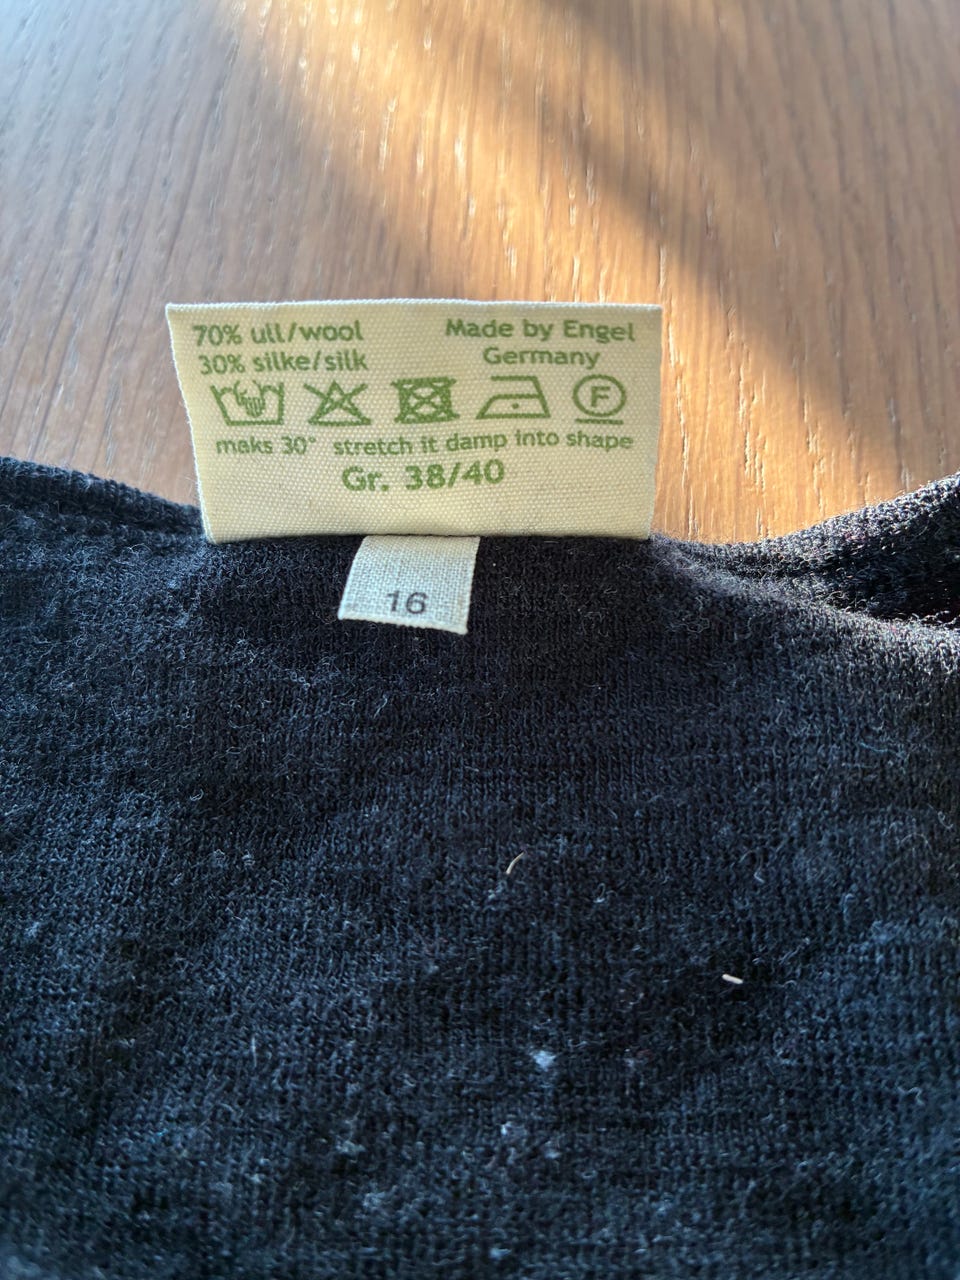 70% ull/wool
30% silke/silk
Made by Engel
Germany
F
maks 30° stretch it damp into shape
Gr. 38/40
16